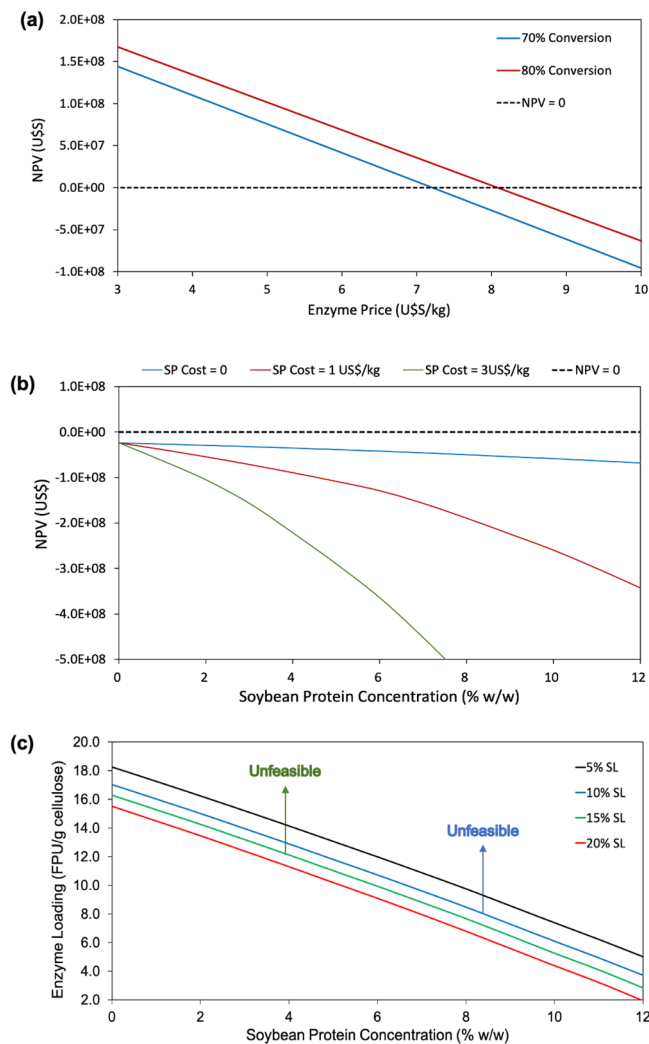 (a)
2.0E+08
1.5E+08
1.0E+08
5.0E+07
0.0E+00
-5.0E+07
-1.0E+08
NPV (U$S)
70% Conversion
80% Conversion
NPV = 0
3 4 5 6 7 8 9 10
Enzyme Price (U$S/kg)
(b)
SP Cost = 0 SP Cost = 1 US$/kg SP Cost = 3US$/kg NPV = 0
1.0E+08
0.0E+00
-1.0E+08
-2.0E+08
-3.0E+08
-4.0E+08
-5.0E+08
NPV (US$)
0 2 4 6 8 10 12
Soybean Protein Concentration (% w/w)
(c)
20.0
18.0
16.0
14.0
12.0
10.0
8.0
6.0
4.0
2.0
Enzyme Loading (FPU/g cellulose)
Unfeasible
Unfeasible
5% SL
10% SL
15% SL
20% SL
0 2 4 6 8 10 12
Soybean Protein Concentration (% w/w)